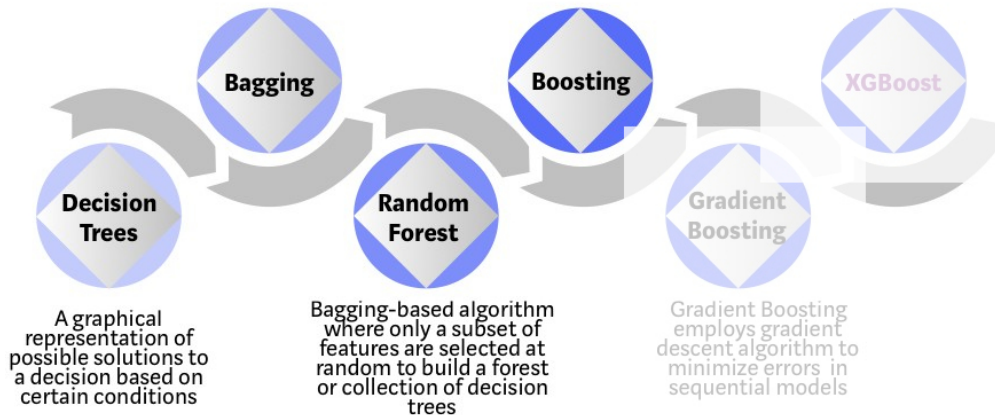 Bagging
Boosting
XGBoost
Decision
Trees
Random
Forest
Gradient
Boosting
A graphical
representation of
possible solutions to
a decision based on
certain conditions
Bagging-based algorithm
where only a subset of
features are selected at
random to build a forest
or collection of decision
trees
Gradient Boosting
employs gradient
descent algorithm to
minimize errors in
sequential models